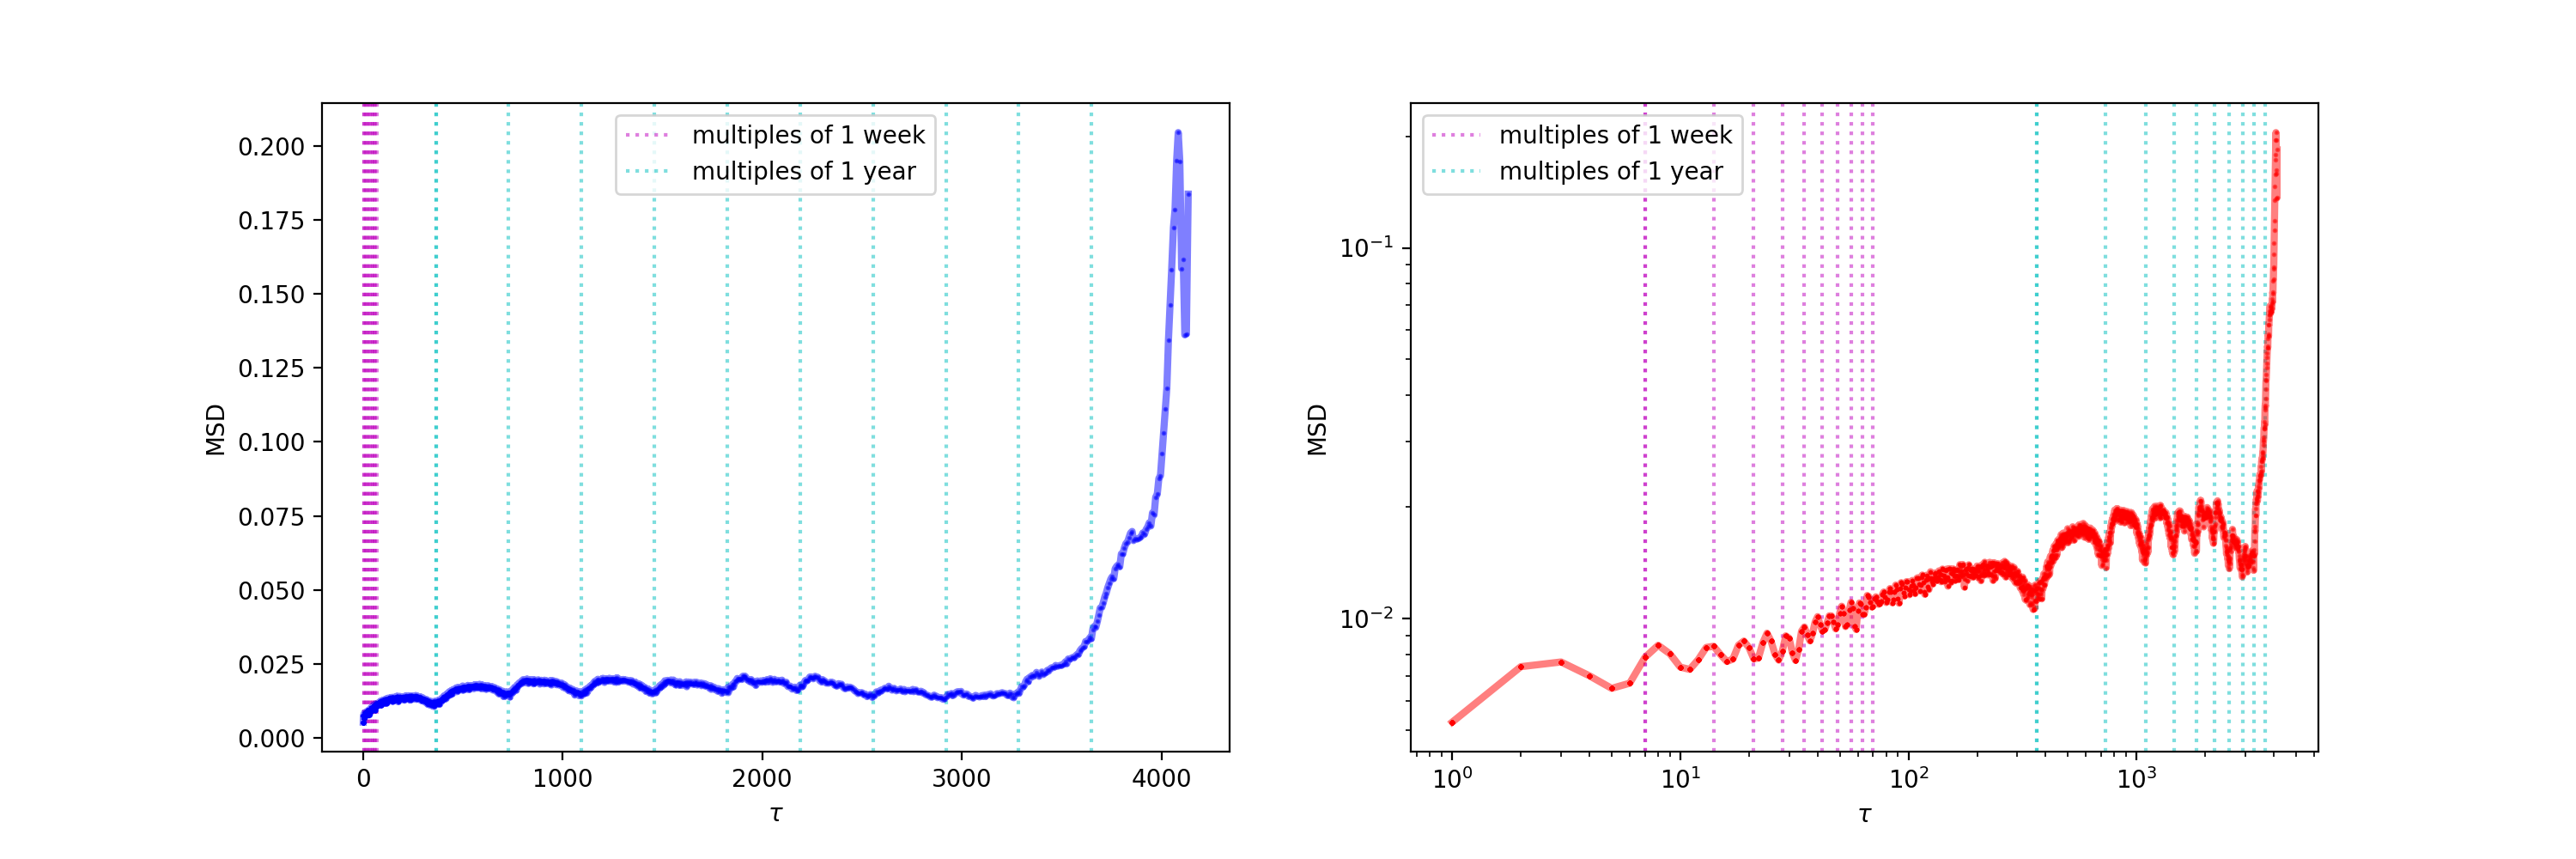 multiples of 1 week
multiples of 1 year
0.200
0.175
0.150
0.125
0.100
0.075
0.050
0.025
0.000
MSD
0 1000 2000 3000 4000
τ
multiples of 1 week
multiples of 1 year
10⁻¹
10⁻²
MSD
10⁰ 10¹ 10² 10³
τ